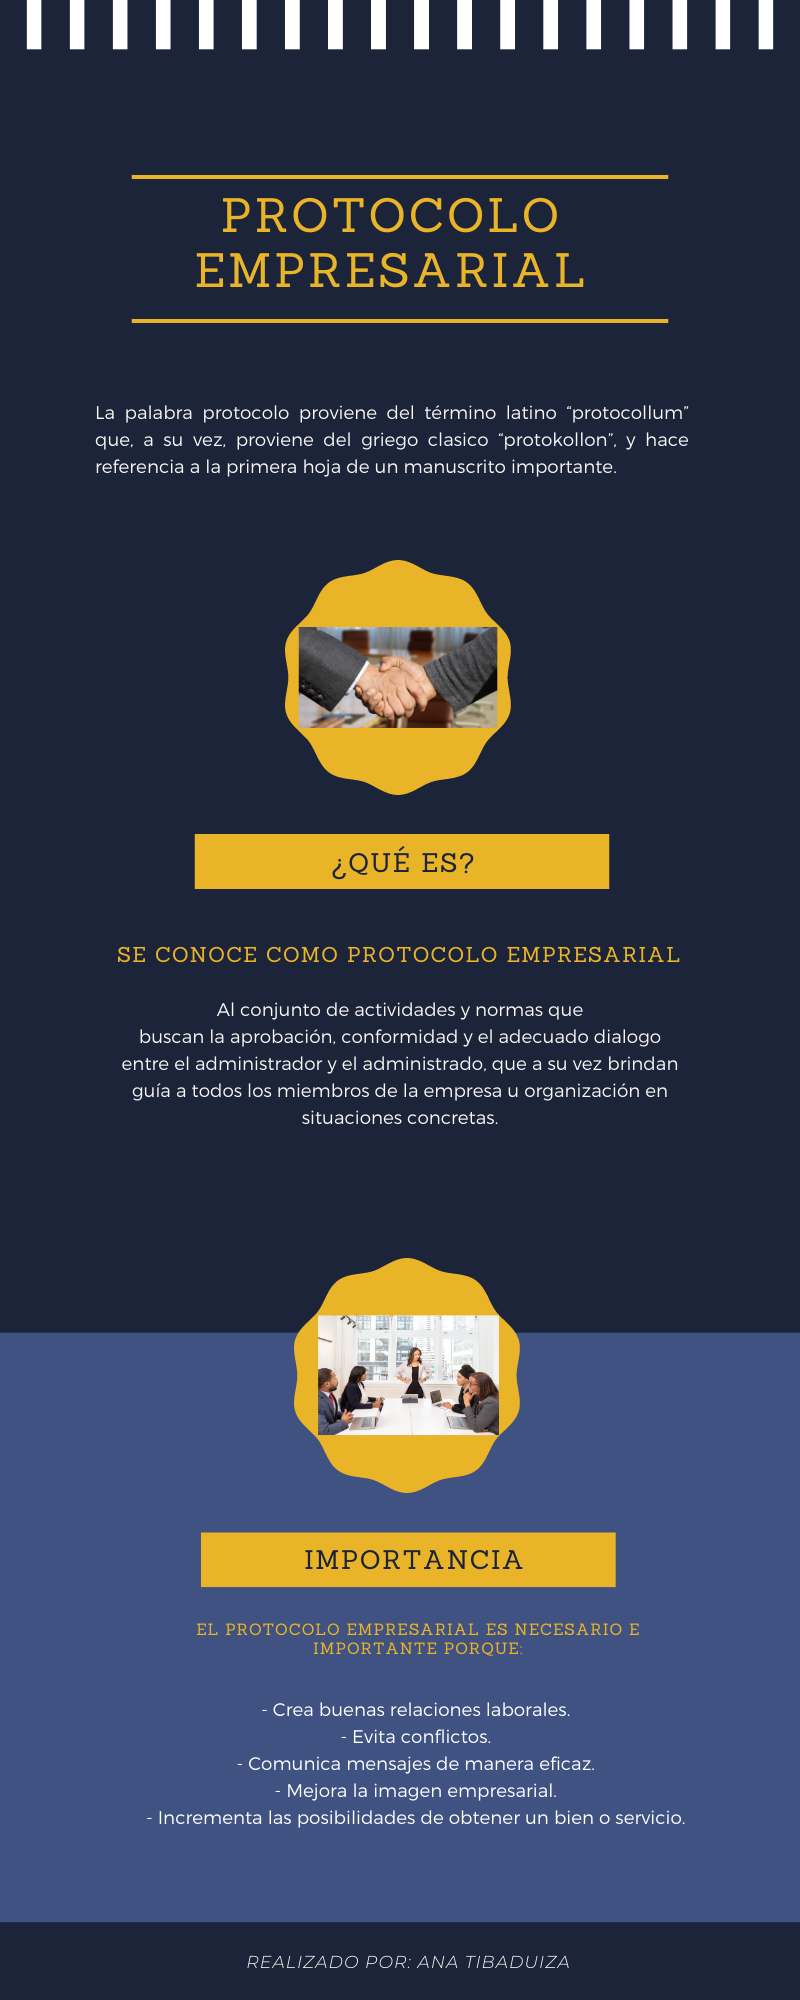 PROTOCOLO
EMPRESARIAL
La palabra protocolo proviene del término latino “protocollum”
que, a su vez, proviene del griego clasico “protokollon”, y hace
referencia a la primera hoja de un manuscrito importante.
¿QUÉ ES?
SE CONOCE COMO PROTOCOLO EMPRESARIAL
Al conjunto de actividades y normas que
buscan la aprobación, conformidad y el adecuado dialogo
entre el administrador y el administrado, que a su vez brindan
guía a todos los miembros de la empresa u organización en
situaciones concretas.
IMPORTANCIA
EL PROTOCOLO EMPRESARIAL ES NECESARIO E
IMPORTANTE PORQUE:
- Crea buenas relaciones laborales.
- Evita conflictos.
- Comunica mensajes de manera eficaz.
- Mejora la imagen empresarial.
- Incrementa las posibilidades de obtener un bien o servicio.
REALIZADO POR: ANA TIBADUIZA